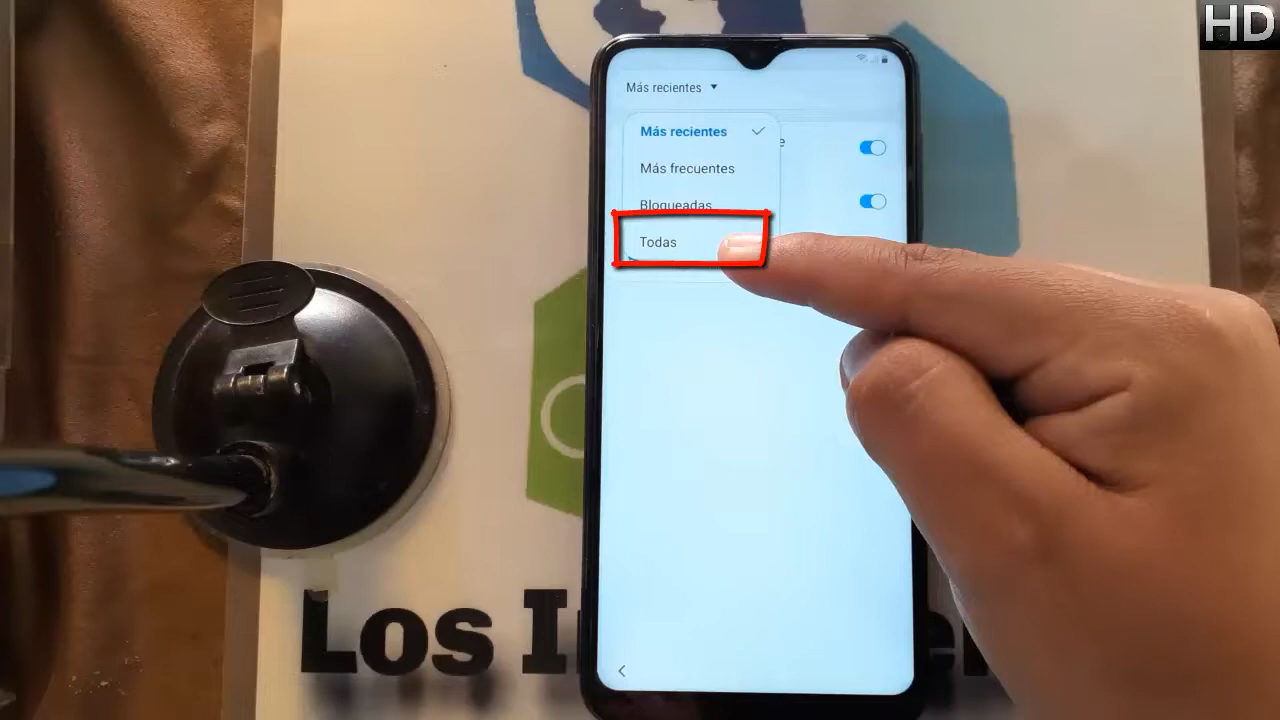 HD
Más recientes
Más recientes
Más frecuentes
Bloqueadas
Todas
Los